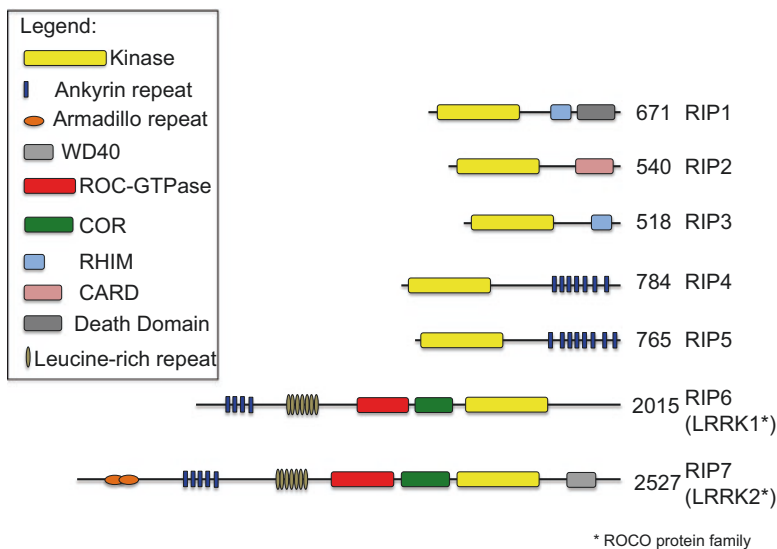 Legend:
Kinase
Ankyrin repeat
Armadillo repeat
WD40
ROC-GTPase
COR
RHIM
CARD
Death Domain
Leucine-rich repeat
671 RIP1
540 RIP2
518 RIP3
784 RIP4
765 RIP5
2015 RIP6
(LRRK1*)
2527 RIP7
(LRRK2*)
* ROCO protein family